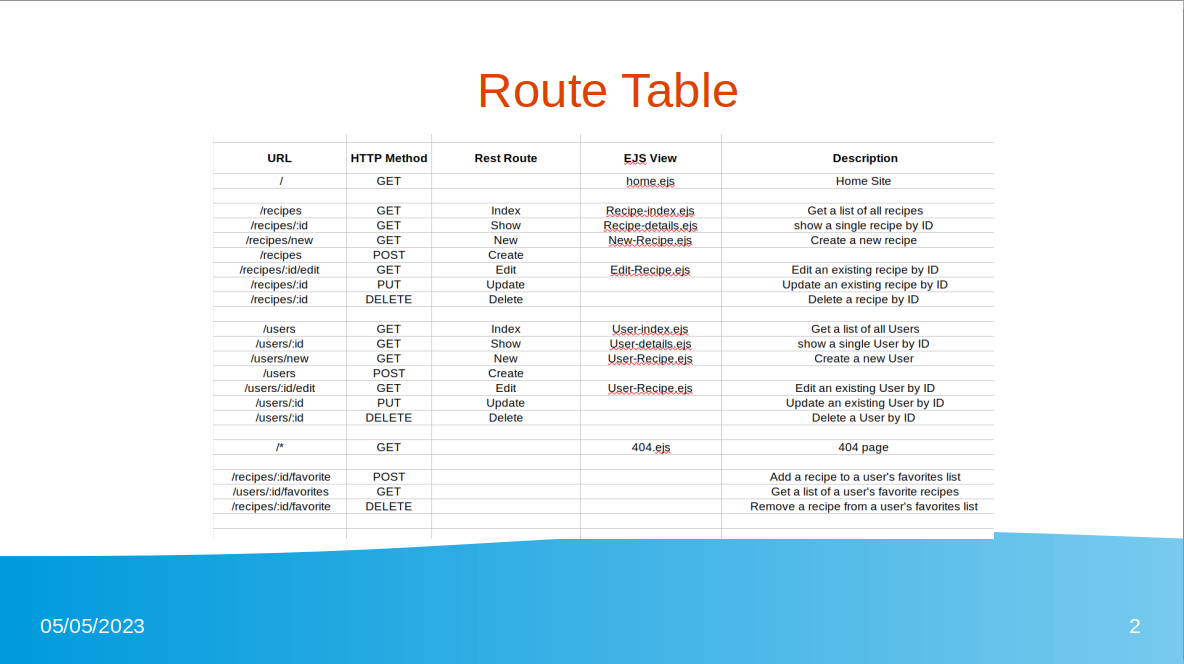 Route Table
URL HTTP Method Rest Route EJS View Description
/ GET home.ejs Home Site
/recipes GET Index Recipe-index.ejs Get a list of all recipes
/recipes/:id GET Show Recipe-details.ejs show a single recipe by ID
/recipes/new GET New New-Recipe.ejs Create a new recipe
/recipes POST Create
/recipes/:id/edit GET Edit Edit-Recipe.ejs Edit an existing recipe by ID
/recipes/:id PUT Update Update an existing recipe by ID
/recipes/:id DELETE Delete Delete a recipe by ID
/users GET Index User-index.ejs Get a list of all Users
/users/:id GET Show User-details.ejs show a single User by ID
/users/new GET New User-Recipe.ejs Create a new User
/users POST Create
/users/:id/edit GET Edit User-Recipe.ejs Edit an existing User by ID
/users/:id PUT Update Update an existing User by ID
/users/:id DELETE Delete Delete a User by ID
/* GET 404.ejs 404 page
/recipes/:id/favorite POST Add a recipe to a user's favorites list
/users/:id/favorites GET Get a list of a user's favorite recipes
/recipes/:id/favorite DELETE Remove a recipe from a user's favorites list
05/05/2023 2